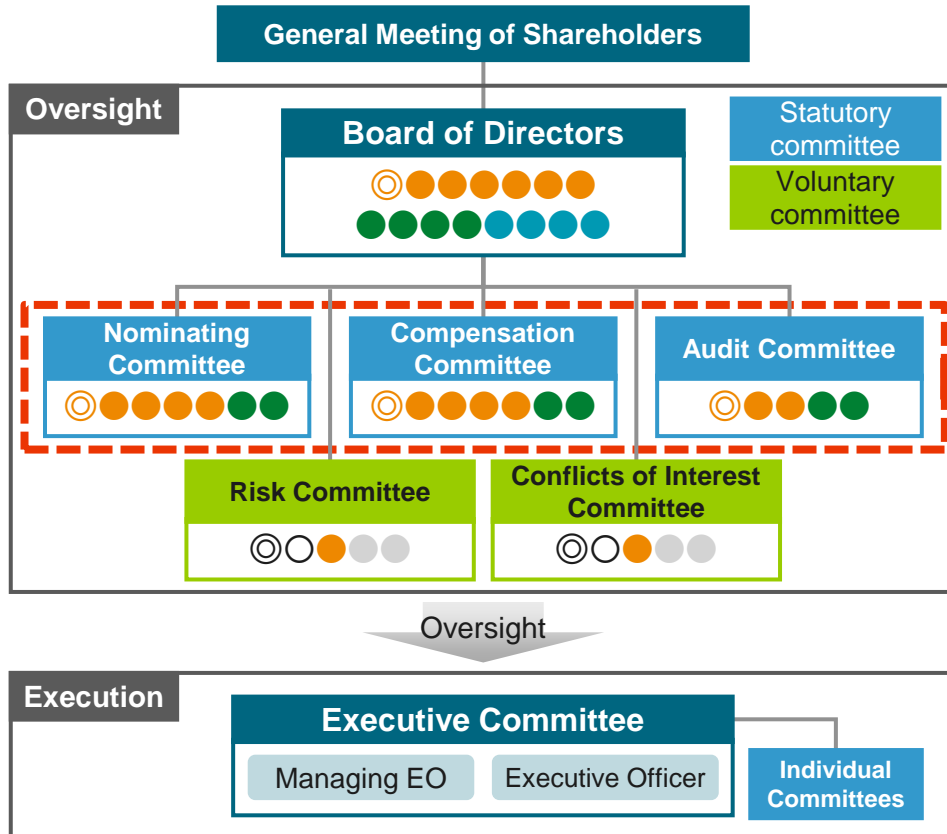 General Meeting of Shareholders
Oversight
Board of Directors
Statutory
committee
Voluntary
committee
Nominating
Committee
Compensation
Committee
Audit Committee
Risk Committee
Conflicts of Interest
Committee
Oversight
Execution
Executive Committee
Managing EO
Executive Officer
Individual
Committees